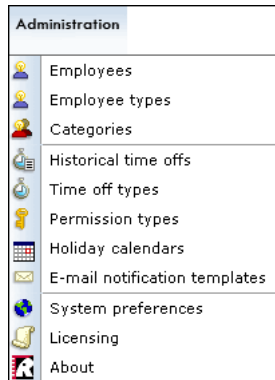 Administration
Employees
Employee types
Categories
Historical time offs
Time off types
Permission types
Holiday calendars
E-mail notification templates
System preferences
Licensing
About